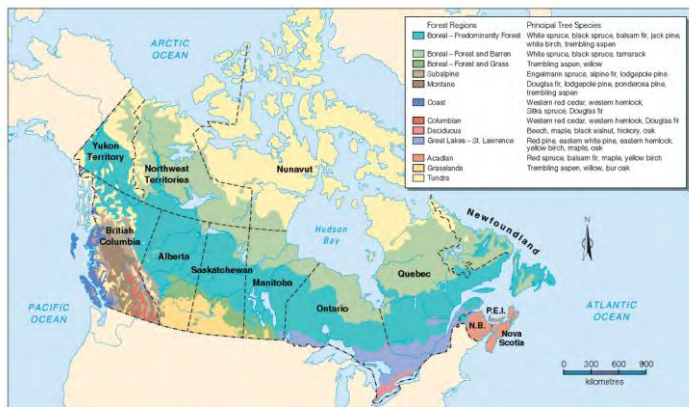 Forest Regions Principal Tree Species
Boreal – Predominantly Forest White spruce, black spruce, balsam fir, jack pine,
white birch, trembling aspen
Boreal – Forest and Barren White spruce, black spruce, tamarack
Boreal – Forest and Grass Trembling aspen, willow
Subalpine Engelmann spruce, alpine fir, lodgepole pine
Montano Douglas fir, lodgepole pine, ponderosa pine,
trembling aspen
Coast Western red cedar, western hemlock,
Sitka spruce, Douglas fir
Columbian Western red cedar, western hemlock, Douglas fir
Deciduous Beech, maple, black walnut, hickory, oak
Great Lakes – St. Lawrence Red pine, eastern white pine, eastern hemlock,
yellow birch, maple, oak
Acadian Red spruce, balsam fir, maple, yellow birch
Grasslands Trembling aspen, willow, bur oak
Tundra
ARCTIC
OCEAN
Yukon
Territory
Northwest
Territories
Nunavut
British
Columbia
Alberta
Saskatchewan
Manitoba
Hudson
Bay
Ontario
Quebec
Newfoundland
N
P.E.I.
N.B.
Nova
Scotia
PACIFIC
OCEAN
ATLANTIC
OCEAN
0 300 600 900
kilometres